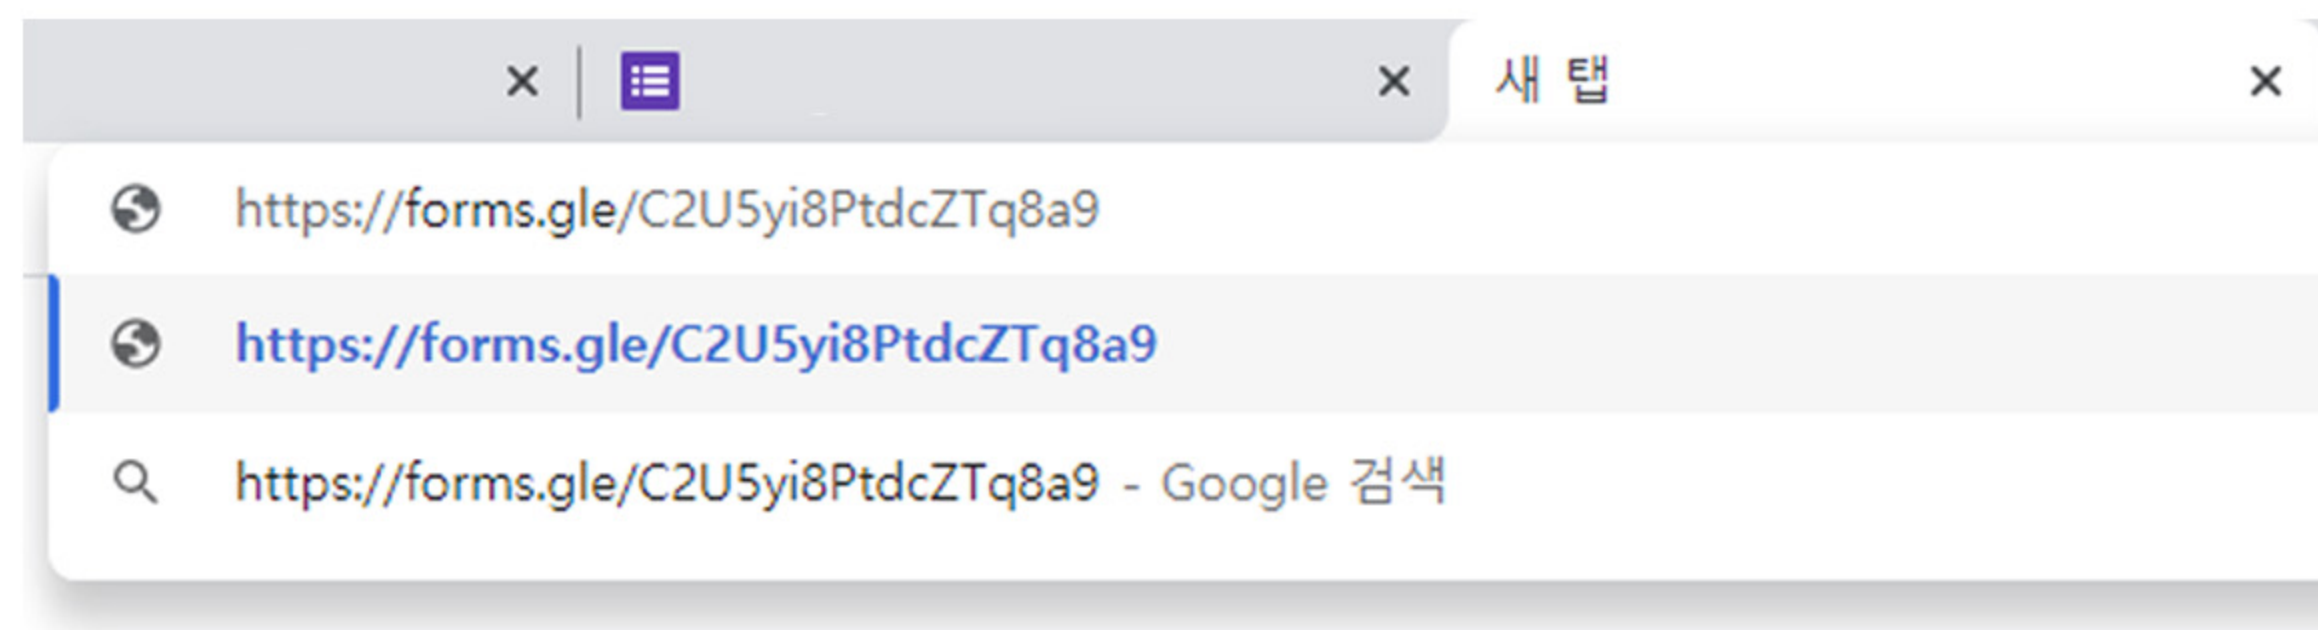 새 탭
https://forms.gle/C2U5yi8PtdcZTq8a9
https://forms.gle/C2U5yi8PtdcZTq8a9
https://forms.gle/C2U5yi8PtdcZTq8a9 - Google 검색